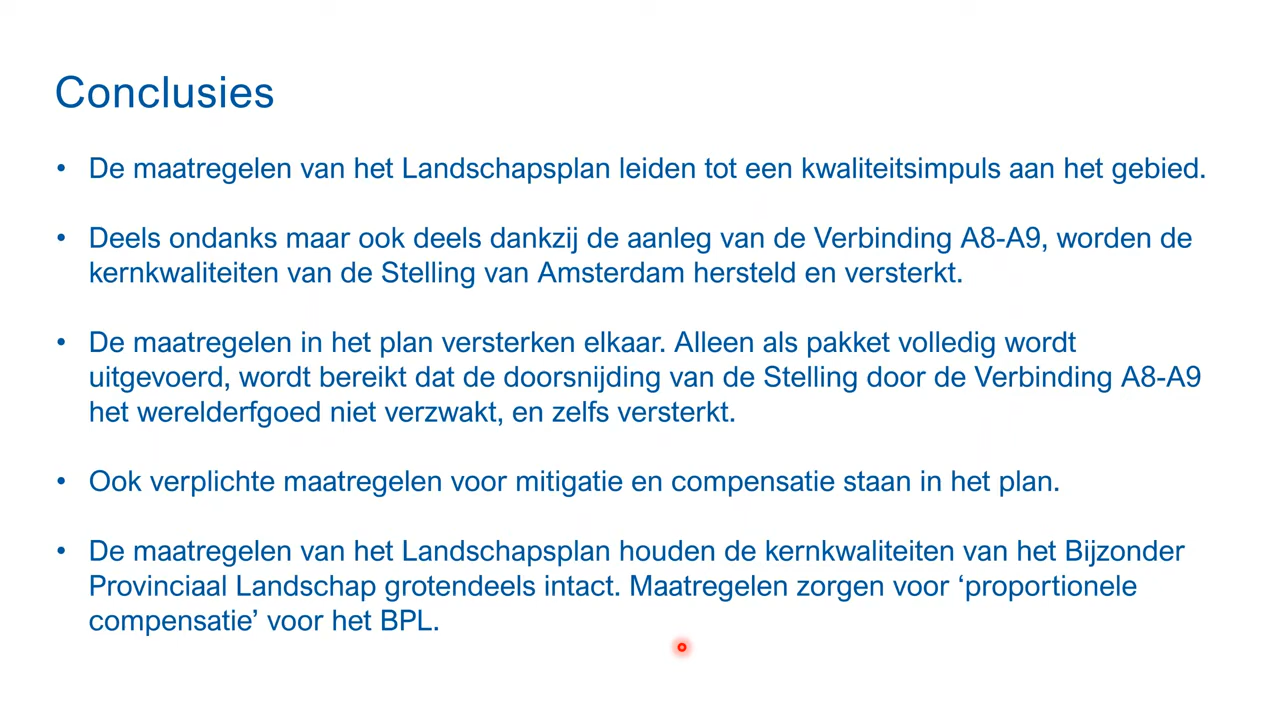 Conclusies
• De maatregelen van het Landschapsplan leiden tot een kwaliteitsimpuls aan het gebied.
• Deels ondanks maar ook deels dankzij de aanleg van de Verbinding A8-A9, worden de
kernkwaliteiten van de Stelling van Amsterdam hersteld en versterkt.
• De maatregelen in het plan versterken elkaar. Alleen als pakket volledig wordt
uitgevoerd, wordt bereikt dat de doorsnijding van de Stelling door de Verbinding A8-A9
het werelderfgoed niet verzwakt, en zelfs versterkt.
• Ook verplichte maatregelen voor mitigatie en compensatie staan in het plan.
• De maatregelen van het Landschapsplan houden de kernkwaliteiten van het Bijzonder
Provinciaal Landschap grotendeels intact. Maatregelen zorgen voor ‘proportionele
compensatie’ voor het BPL.